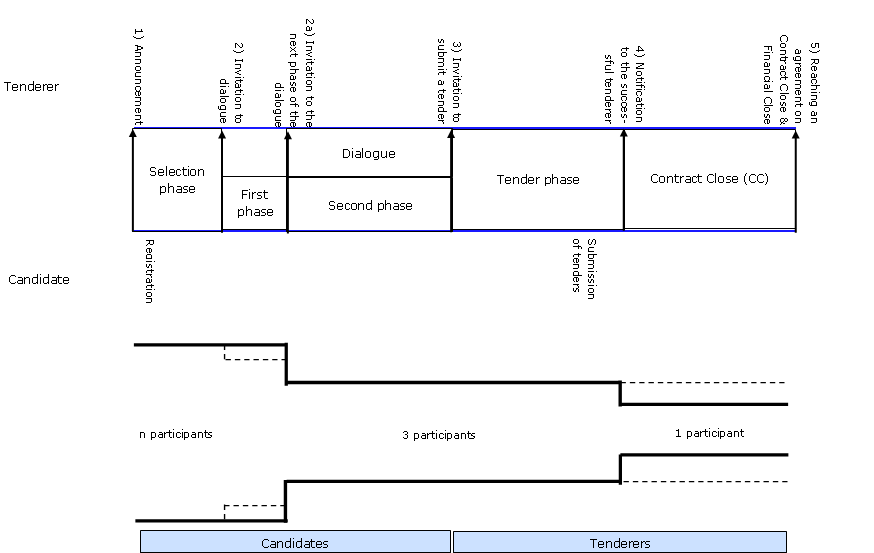 1) Announcement
2) Invitation to
dialogue
2a) Invitation to the
next phase of the
dialogue
3) Invitation to
submit a tender
4) Notification
to the succes-
sful tenderer
5) Reaching an
agreement on
Contract Close &
Financial Close
Tenderer
Selection
phase
First
phase
Dialogue
Second phase
Tender phase
Contract Close (CC)
Registration
Submission
of tenders
Candidate
n participants
3 participants
1 participant
Candidates
Tenderers